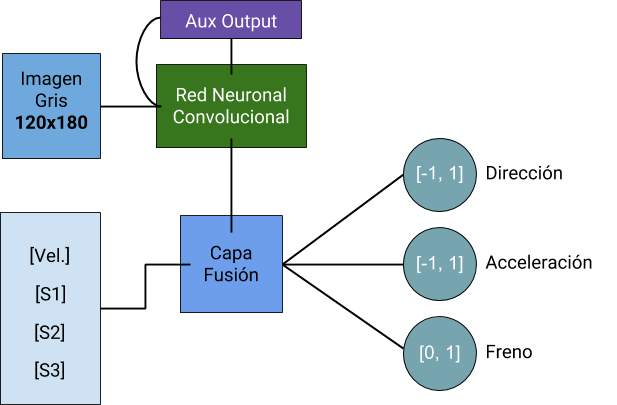 Aux Output
Imagen
Gris
120x180
Red Neuronal
Convolucional
[Vel.]
[S1]
[S2]
[S3]
Capa
Fusión
[-1, 1] Dirección
[-1, 1] Acceleración
[0, 1] Freno